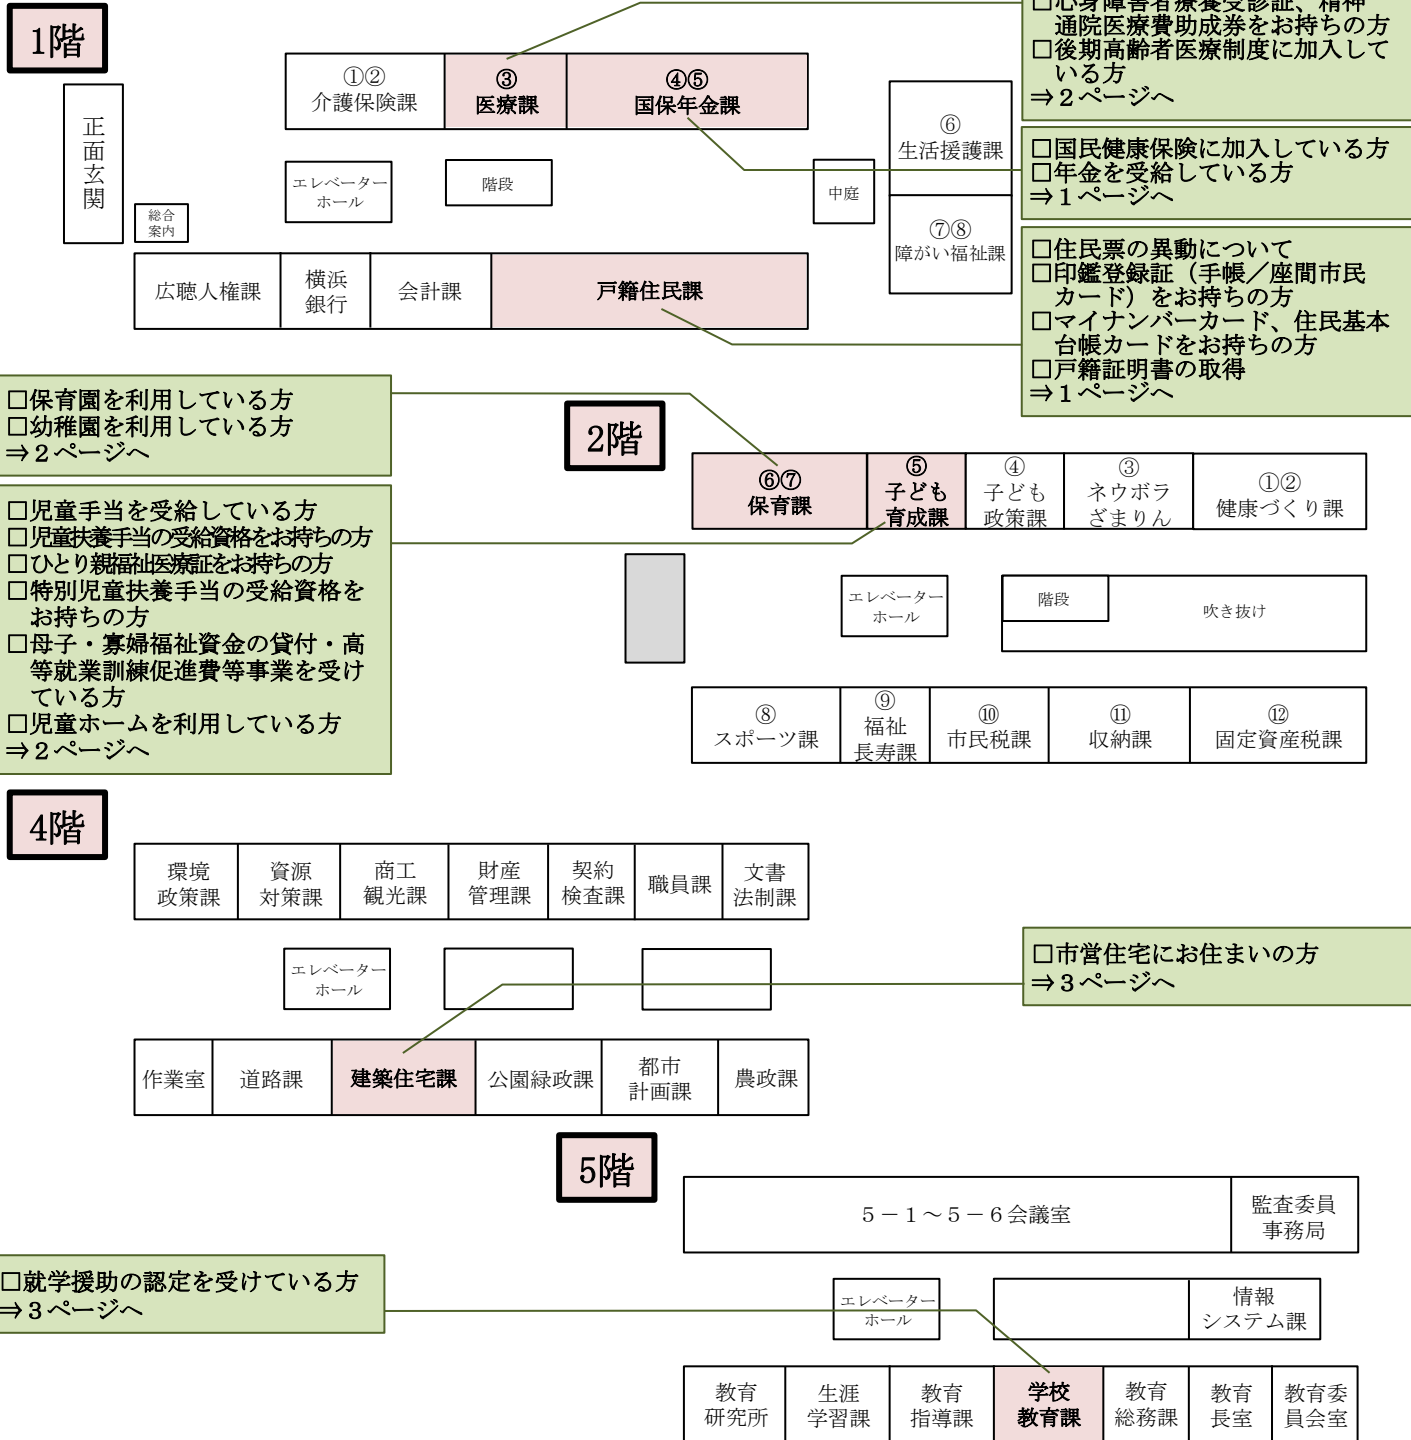 1階
□心身障害者療養受診証、精神
通院医療費助成券をお持ちの方
□後期高齢者医療制度に加入して
いる方
⇒２ページへ
①②
介護保険課
③
医療課
④⑤
国保年金課
正面玄関
⑥
生活援護課
□国民健康保険に加入している方
□年金を受給している方
⇒１ページへ
エレベーター
ホール
階段
中庭
総合
案内
⑦⑧
障がい福祉課
広聴人権課
横浜
銀行
会計課
戸籍住民課
□住民票の異動について
□印鑑登録証（手帳／座間市民
カード）をお持ちの方
□マイナンバーカード、住民基本
台帳カードをお持ちの方
□戸籍証明書の取得
⇒１ページへ
□保育園を利用している方
□幼稚園を利用している方
⇒２ページへ
2階
⑥⑦
保育課
⑤
子ども
育成課
④
子ども
政策課
③
ネウボラ
ざまりん
①②
健康づくり課
□児童手当を受給している方
□児童扶養手当の受給資格をお持ちの方
□ひとり親福祉医療証をお持ちの方
□特別児童扶養手当の受給資格を
お持ちの方
□母子・寡婦福祉資金の貸付・高
等就業訓練促進費等事業を受け
ている方
□児童ホームを利用している方
⇒２ページへ
エレベーター
ホール
階段
吹き抜け
⑧
スポーツ課
⑨
福祉
長寿課
⑩
市民税課
⑪
収納課
⑫
固定資産税課
4階
環境
政策課
資源
対策課
商工
観光課
財産
管理課
契約
検査課
職員課
文書
法制課
エレベーター
ホール
□市営住宅にお住まいの方
⇒３ページへ
作業室
道路課
建築住宅課
公園緑政課
都市
計画課
農政課
5階
５－１～５－６会議室
監査委員
事務局
□就学援助の認定を受けている方
⇒３ページへ
エレベーター
ホール
情報
システム課
教育
研究所
生涯
学習課
教育
指導課
学校
教育課
教育
総務課
教育
長室
教育委
員会室